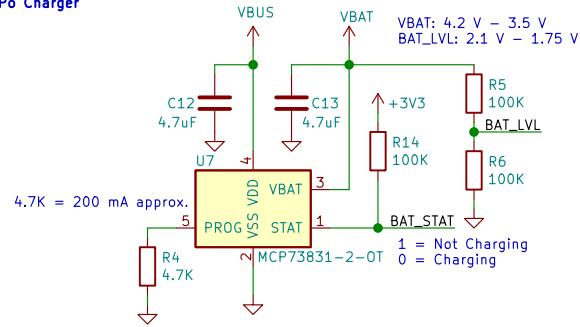 Po Charger
VBUS
VBAT
VBAT: 4.2 V – 3.5 V
BAT_LVL: 2.1 V – 1.75 V
C12
4.7uF
C13
4.7uF
+3V3
R5
100K
BAT_LVL
R14
100K
R6
100K
U7
4
VDD
VBAT
3
4.7K = 200 mA approx.
5
PROG
VSS
STAT
1
BAT_STAT
2
MCP73831-2-OT
1 = Not Charging
0 = Charging
R4
4.7K